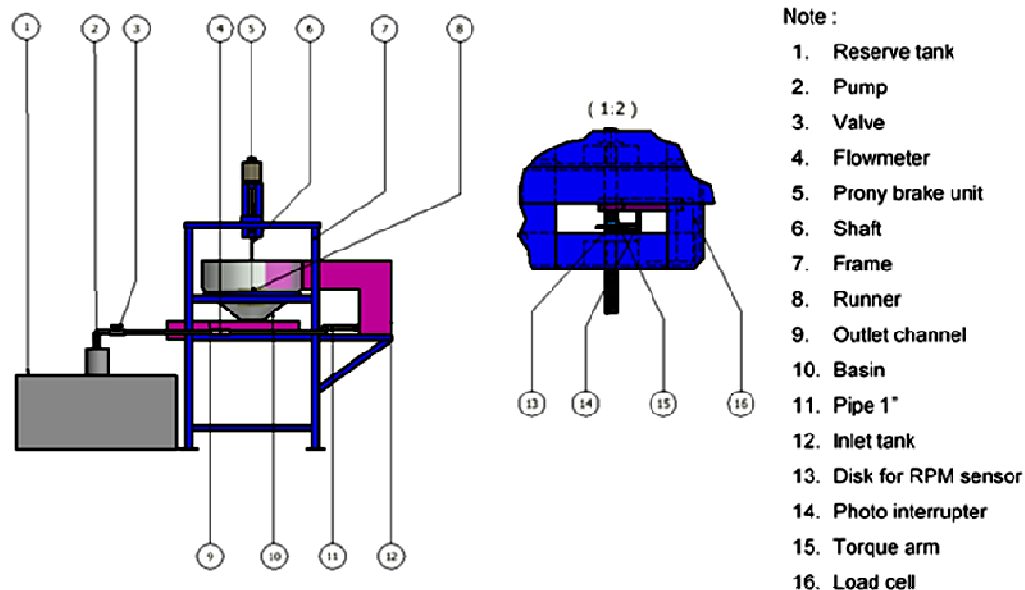 1 2 3 4 5 6 7 8
( 1:2 )
13 14 15 16
9 10 11 12
Note :
1. Reserve tank
2. Pump
3. Valve
4. Flowmeter
5. Prony brake unit
6. Shaft
7. Frame
8. Runner
9. Outlet channel
10. Basin
11. Pipe 1"
12. Inlet tank
13. Disk for RPM sensor
14. Photo interrupter
15. Torque arm
16. Load cell